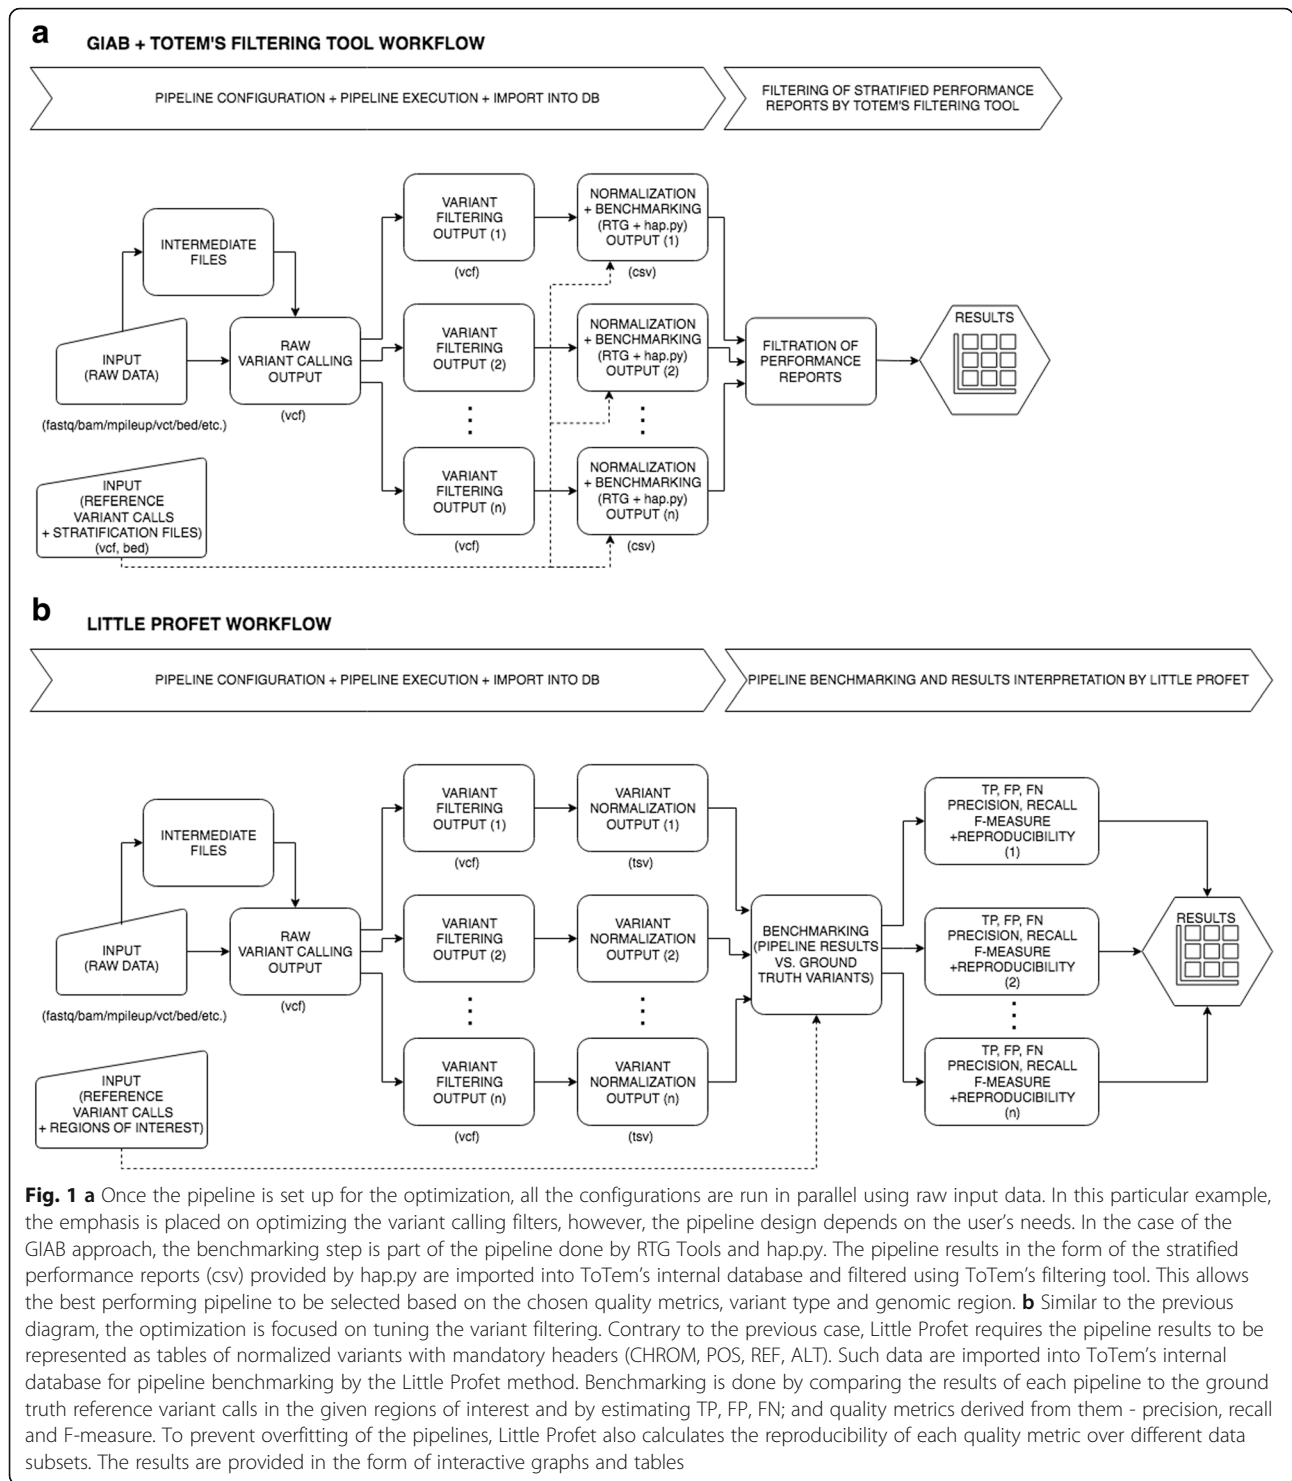 a
GIAB + TOTEM'S FILTERING TOOL WORKFLOW
PIPELINE CONFIGURATION + PIPELINE EXECUTION + IMPORT INTO DB
FILTERING OF STRATIFIED PERFORMANCE
REPORTS BY TOTEM'S FILTERING TOOL
INPUT
(RAW DATA)
(fastq/bam/mpileup/vct/bed/etc.)
INTERMEDIATE
FILES
RAW
VARIANT CALLING
OUTPUT
(vcf)
VARIANT
FILTERING
OUTPUT (1)
(vcf)
VARIANT
FILTERING
OUTPUT (2)
VARIANT
FILTERING
OUTPUT (n)
(vcf)
NORMALIZATION
+ BENCHMARKING
(RTG + hap.py)
OUTPUT (1)
(csv)
NORMALIZATION
+ BENCHMARKING
(RTG + hap.py)
OUTPUT (2)
NORMALIZATION
+ BENCHMARKING
(RTG + hap.py)
OUTPUT (n)
(csv)
FILTRATION OF
PERFORMANCE
REPORTS
RESULTS
INPUT
(REFERENCE
VARIANT CALLS
+ STRATIFICATION FILES)
(vcf, bed)
b
LITTLE PROFET WORKFLOW
PIPELINE CONFIGURATION + PIPELINE EXECUTION + IMPORT INTO DB
PIPELINE BENCHMARKING AND RESULTS INTERPRETATION BY LITTLE PROFET
INPUT
(RAW DATA)
(fastq/bam/mpileup/vct/bed/etc.)
INTERMEDIATE
FILES
RAW
VARIANT CALLING
OUTPUT
(vcf)
VARIANT
FILTERING
OUTPUT (1)
(vcf)
VARIANT
FILTERING
OUTPUT (2)
VARIANT
FILTERING
OUTPUT (n)
(vcf)
VARIANT
NORMALIZATION
OUTPUT (1)
(tsv)
VARIANT
NORMALIZATION
OUTPUT (2)
VARIANT
NORMALIZATION
OUTPUT (n)
(tsv)
BENCHMARKING
(PIPELINE RESULTS
VS. GROUND
TRUTH VARIANTS)
TP, FP, FN
PRECISION, RECALL
F-MEASURE
+REPRODUCIBILITY
(1)
TP, FP, FN
PRECISION, RECALL
F-MEASURE
+REPRODUCIBILITY
(2)
TP, FP, FN
PRECISION, RECALL
F-MEASURE
+REPRODUCIBILITY
(n)
RESULTS
INPUT
(REFERENCE
VARIANT CALLS
+ REGIONS OF INTEREST)
Fig. 1 a Once the pipeline is set up for the optimization, all the configurations are run in parallel using raw input data. In this particular example,
the emphasis is placed on optimizing the variant calling filters, however, the pipeline design depends on the user's needs. In the case of the
GIAB approach, the benchmarking step is part of the pipeline done by RTG Tools and hap.py. The pipeline results in the form of the stratified
performance reports (csv) provided by hap.py are imported into ToTem's internal database and filtered using ToTem's filtering tool. This allows
the best performing pipeline to be selected based on the chosen quality metrics, variant type and genomic region. b Similar to the previous
diagram, the optimization is focused on tuning the variant filtering. Contrary to the previous case, Little Profet requires the pipeline results to be
represented as tables of normalized variants with mandatory headers (CHROM, POS, REF, ALT). Such data are imported into ToTem's internal
database for pipeline benchmarking by the Little Profet method. Benchmarking is done by comparing the results of each pipeline to the ground
truth reference variant calls in the given regions of interest and by estimating TP, FP, FN; and quality metrics derived from them - precision, recall
and F-measure. To prevent overfitting of the pipelines, Little Profet also calculates the reproducibility of each quality metric over different data
subsets. The results are provided in the form of interactive graphs and tables